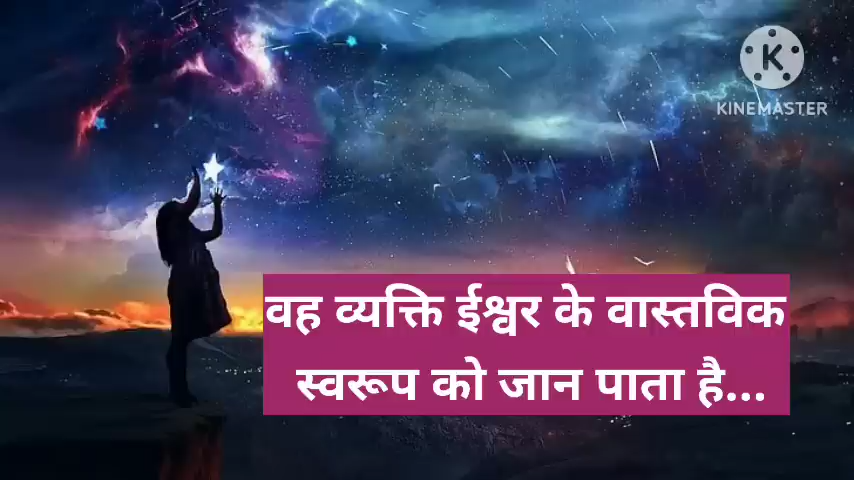 K
KINEMASTER
वह व्यक्ति ईश्वर के वास्तविक
स्वरूप को जान पाता है...